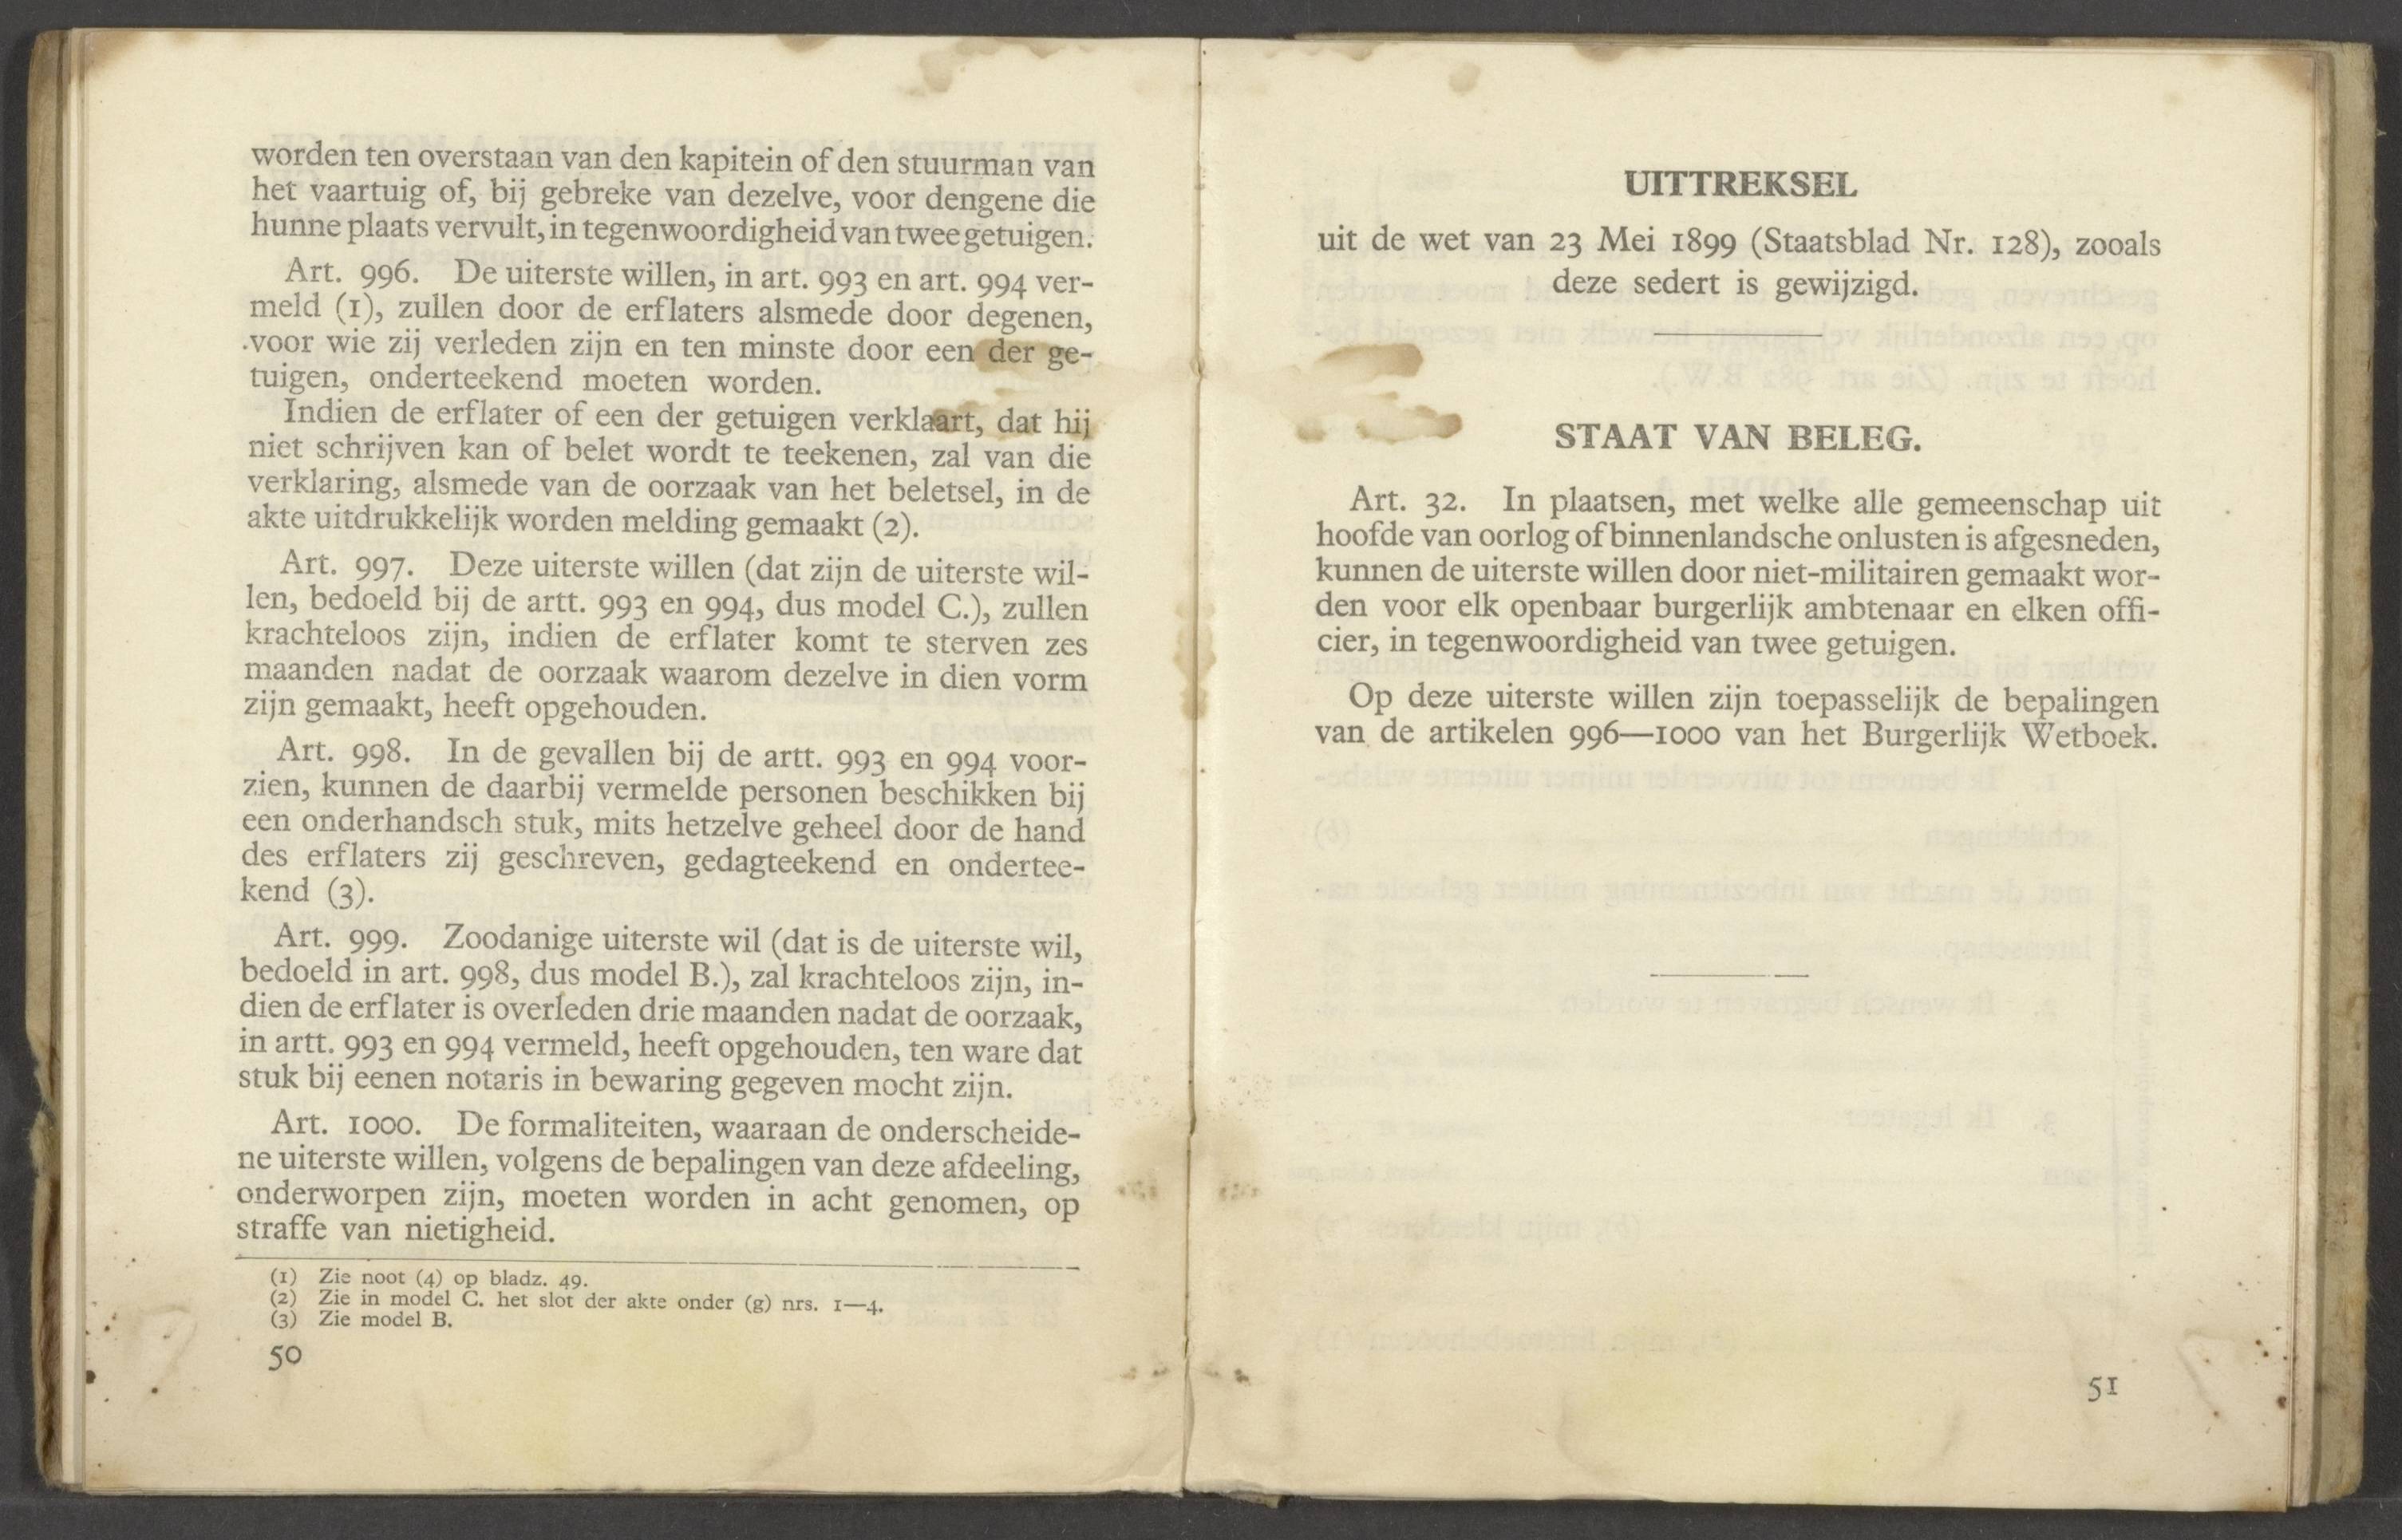 worden ten overstaan van den kapitein of den stuurman van
het vaartuig of, bij gebreke van dezelve, voor dengene die
hunne plaats vervult, in tegenwoordigheid van twee getuigen.
Art. 996. De uiterste willen, in art. 993 en art. 994 ver-
meld (1), zullen door de erflaters alsmede door degenen,
voor wie zij verleden zijn en ten minste door een der ge-
tuigen, onderteekend moeten worden.
Indien de erflater of een der getuigen verklaart, dat hij
niet schrijven kan of belet wordt te teekenen, zal van die
verklaring, alsmede van de oorzaak van het beletsel, in de
akte uitdrukkelijk worden melding gemaakt (2).
Art. 997. Deze uiterste willen (dat zijn de uiterste wil-
len, bedoeld bij de artt. 993 en 994, dus model C.), zullen
krachteloos zijn, indien de erflater komt te sterven zes
maanden nadat de oorzaak waarom dezelve in dien vorm
zijn gemaakt, heeft opgehouden.
Art. 998. In de gevallen bij de artt. 993 en 994 voor-
zien, kunnen de daarbij vermelde personen beschikken bij
een onderhandsch stuk, mits hetzelve geheel door de hand
des erflaters zij geschreven, gedagteekend en ondertee-
kend (3).
Art. 999. Zoodanige uiterste wil (dat is de uiterste wil,
bedoeld in art. 998, dus model B.), zal krachteloos zijn, in-
dien de erflater is overleden drie maanden nadat de oorzaak,
in artt. 993 en 994 vermeld, heeft opgehouden, ten ware dat
stuk bij eenen notaris in bewaring gegeven mocht zijn.
Art. 1000. De formaliteiten, waaraan de onderscheide-
ne uiterste willen, volgens de bepalingen van deze afdeeling,
onderworpen zijn, moeten worden in acht genomen, op
straffe van nietigheid.
(1) Zie noot (4) op bladz. 49.
(2) Zie in model C. het slot der akte onder (g) nrs. 1—4.
(3) Zie model B.
50
UITTREKSEL
uit de wet van 23 Mei 1899 (Staatsblad Nr. 128), zooals
deze sedert is gewijzigd.
STAAT VAN BELEG.
Art. 32. In plaatsen, met welke alle gemeenschap uit
hoofde van oorlog of binnenlandsche onlusten is afgesneden,
kunnen de uiterste willen door niet-militairen gemaakt wor-
den voor elk openbaar burgerlijk ambtenaar en elken offi-
cier, in tegenwoordigheid van twee getuigen.
Op deze uiterste willen zijn toepasselijk de bepalingen
van de artikelen 996—1000 van het Burgerlijk Wetboek.
51